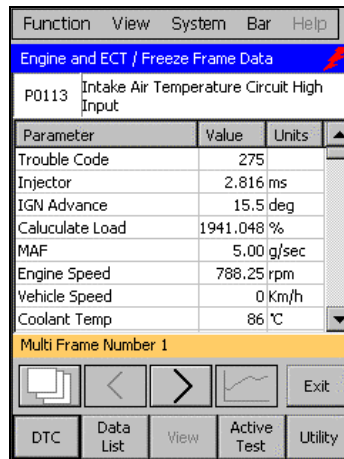 Function View System Bar Help
Engine and ECT / Freeze Frame Data
P0113 Intake Air Temperature Circuit High
Input
Parameter Value Units
Trouble Code 275
Injector 2.816 ms
IGN Advance 15.5 deg
Caluculate Load 1941.048 %
MAF 5.00 g/sec
Engine Speed 788.25 rpm
Vehicle Speed 0 Km/h
Coolant Temp 86 °C
Multi Frame Number 1
Exit
DTC Data List View Active Test Utility